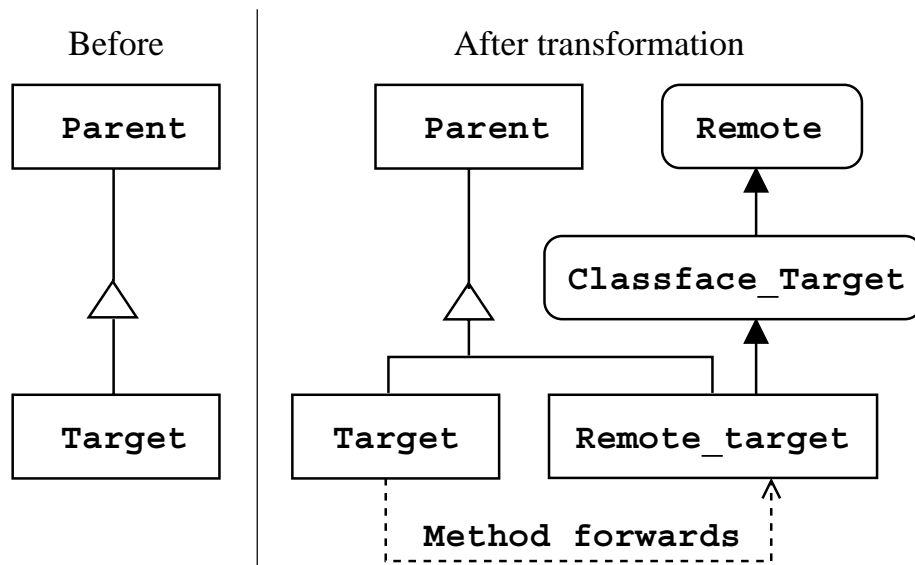 Before
After transformation
Parent
Parent
Remote
Classface_Target
Target
Target
Remote_target
Method forwards